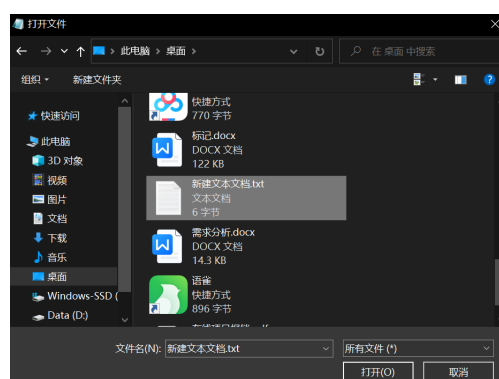 打开文件
此电脑 > 桌面 >
在 桌面 中搜索
组织
新建文件夹
快速访问
此电脑
3D 对象
视频
图片
文档
下载
音乐
桌面
Windows-SSD (
Data (D:)
快捷方式
770 字节
标记.docx
DOCX 文档
122 KB
新建文本文档.txt
文本文档
6 字节
需求分析.docx
DOCX 文档
14.3 KB
语雀
快捷方式
896 字节
文件名(N):
新建文本文档.txt
所有文件 (*)
打开(O)
取消